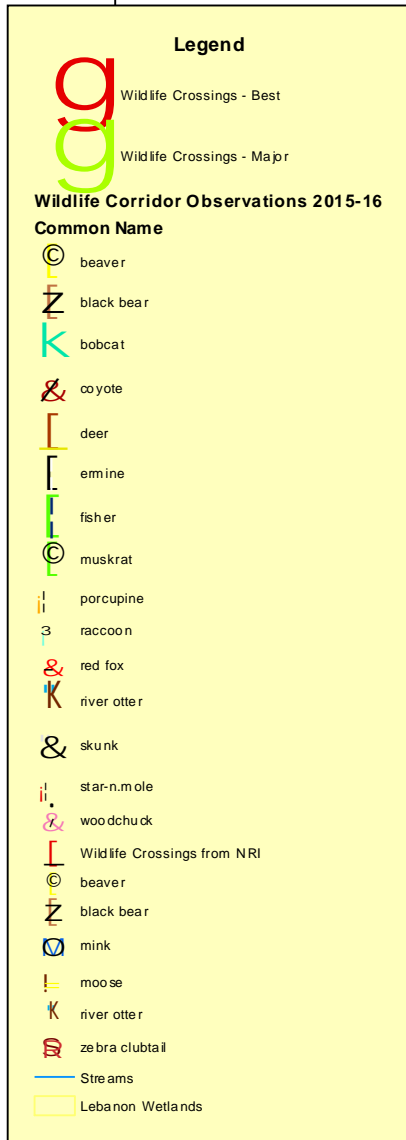 Legend
Wildlife Crossings - Best
Wildlife Crossings - Major
Wildlife Corridor Observations 2015-16
Common Name
beaver
black bear
bobcat
coyote
deer
ermine
fisher
muskrat
porcupine
raccoon
red fox
river otter
skunk
star-n.mole
woodchuck
Wildlife Crossings from NRI
beaver
black bear
mink
moose
river otter
zebra clubtail
Streams
Lebanon Wetlands